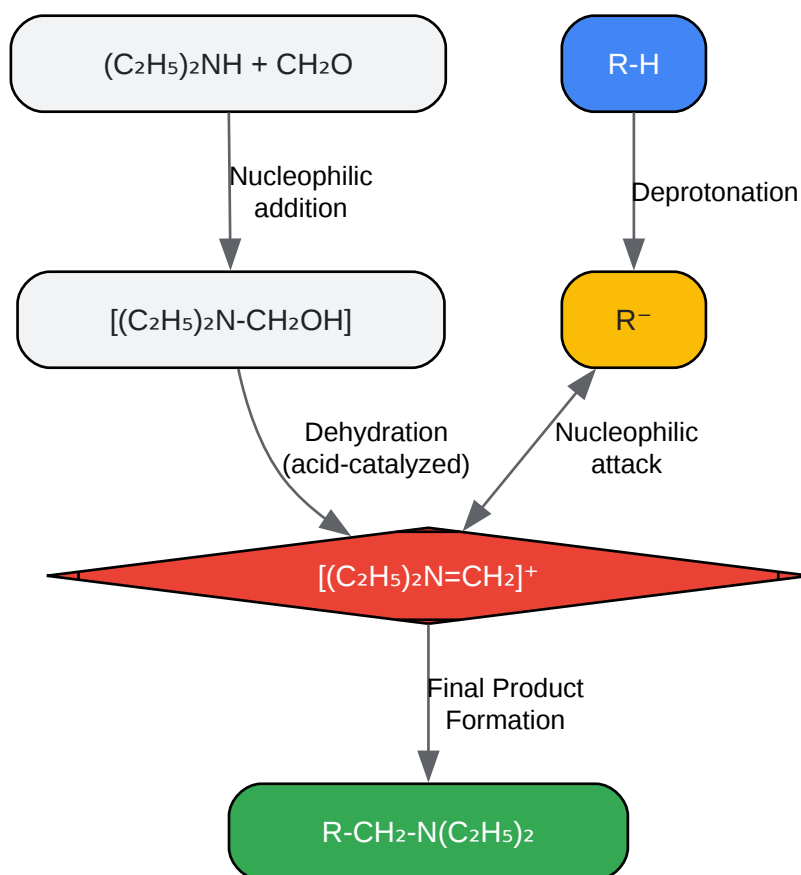 (C₂H₅)₂NH + CH₂O
R-H
Nucleophilic
addition
Deprotonation
[(C₂H₅)₂N-CH₂OH]
R⁻
Dehydration
(acid-catalyzed)
Nucleophilic
attack
[(C₂H₅)₂N=CH₂]⁺
Final Product
Formation
R-CH₂-N(C₂H₅)₂